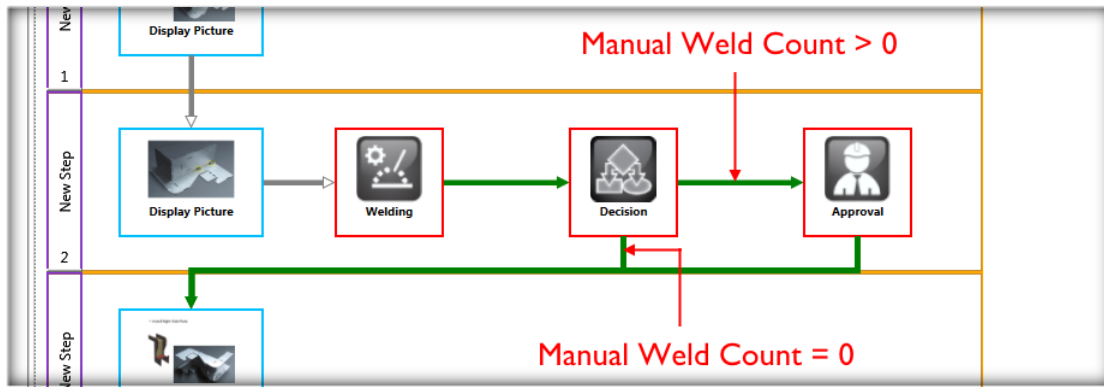 New
Display Picture
1
Manual Weld Count > 0
New Step
Display Picture
Welding
Decision
Approval
2
New Step
Manual Weld Count = 0